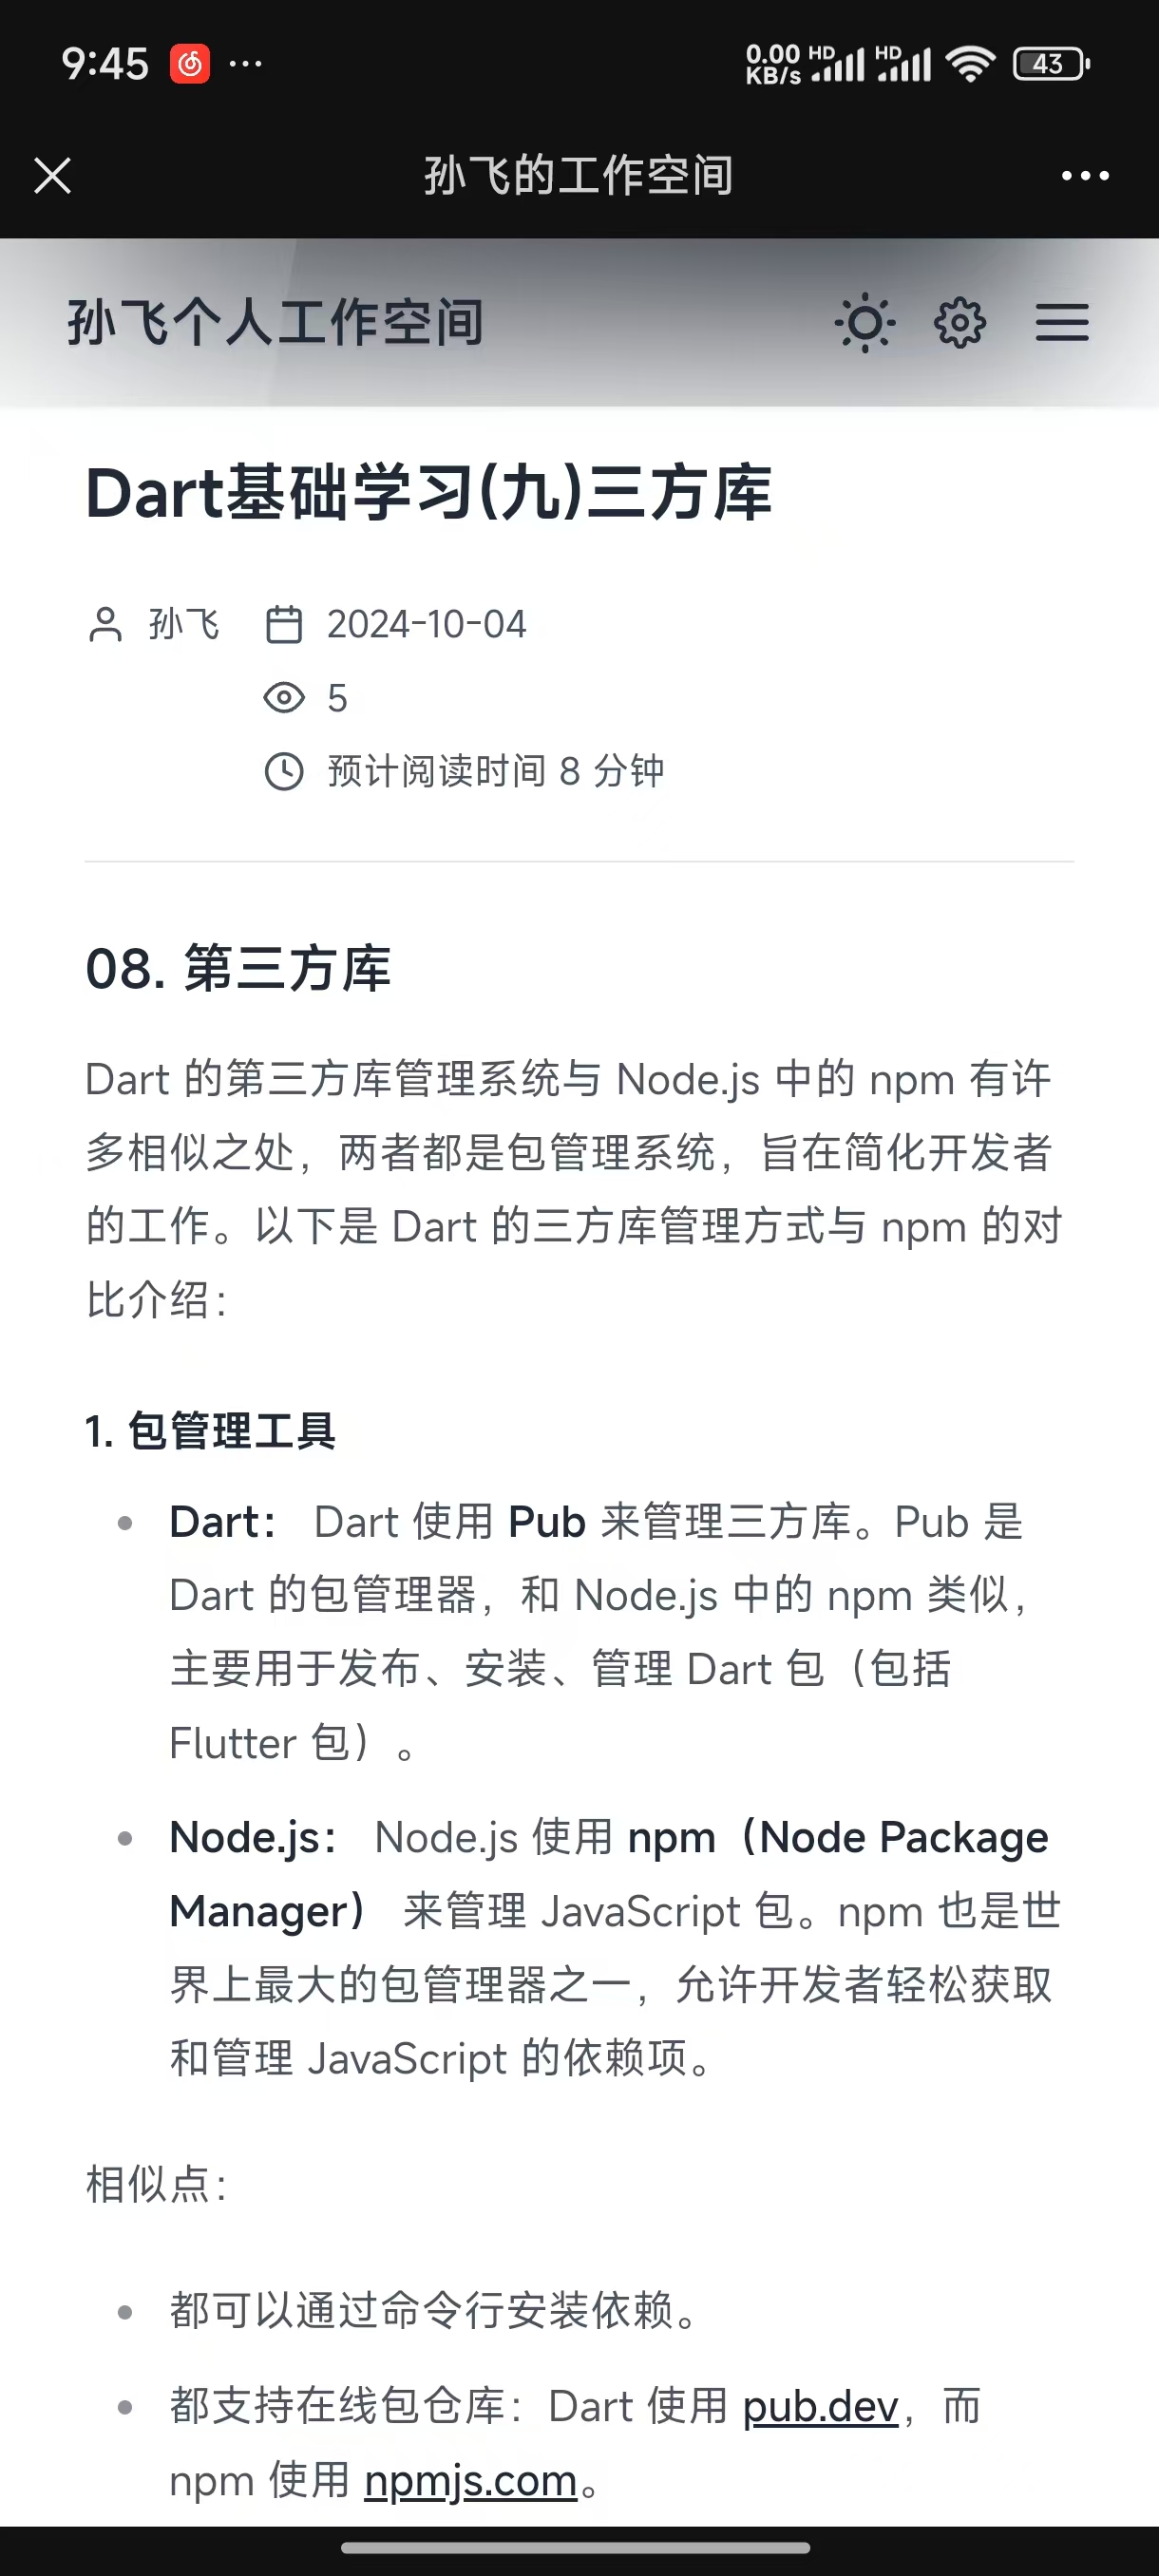 9:45 ··· 0.00 KB/s HD HD 43
孙飞的工作空间
孙飞个人工作空间
Dart基础学习(九)三方库
孙飞 2024-10-04
5
预计阅读时间 8 分钟
08. 第三方库
Dart 的第三方库管理系统与 Node.js 中的 npm 有许
多相似之处，两者都是包管理系统，旨在简化开发者
的工作。以下是 Dart 的三方库管理方式与 npm 的对
比介绍：
1. 包管理工具
• Dart： Dart 使用 Pub 来管理三方库。Pub 是
Dart 的包管理器，和 Node.js 中的 npm 类似，
主要用于发布、安装、管理 Dart 包（包括
Flutter 包）。
• Node.js： Node.js 使用 npm（Node Package
Manager） 来管理 JavaScript 包。npm 也是世
界上最大的包管理器之一，允许开发者轻松获取
和管理 JavaScript 的依赖项。
相似点：
• 都可以通过命令行安装依赖。
• 都支持在线包仓库：Dart 使用 pub.dev，而
npm 使用 npmjs.com。